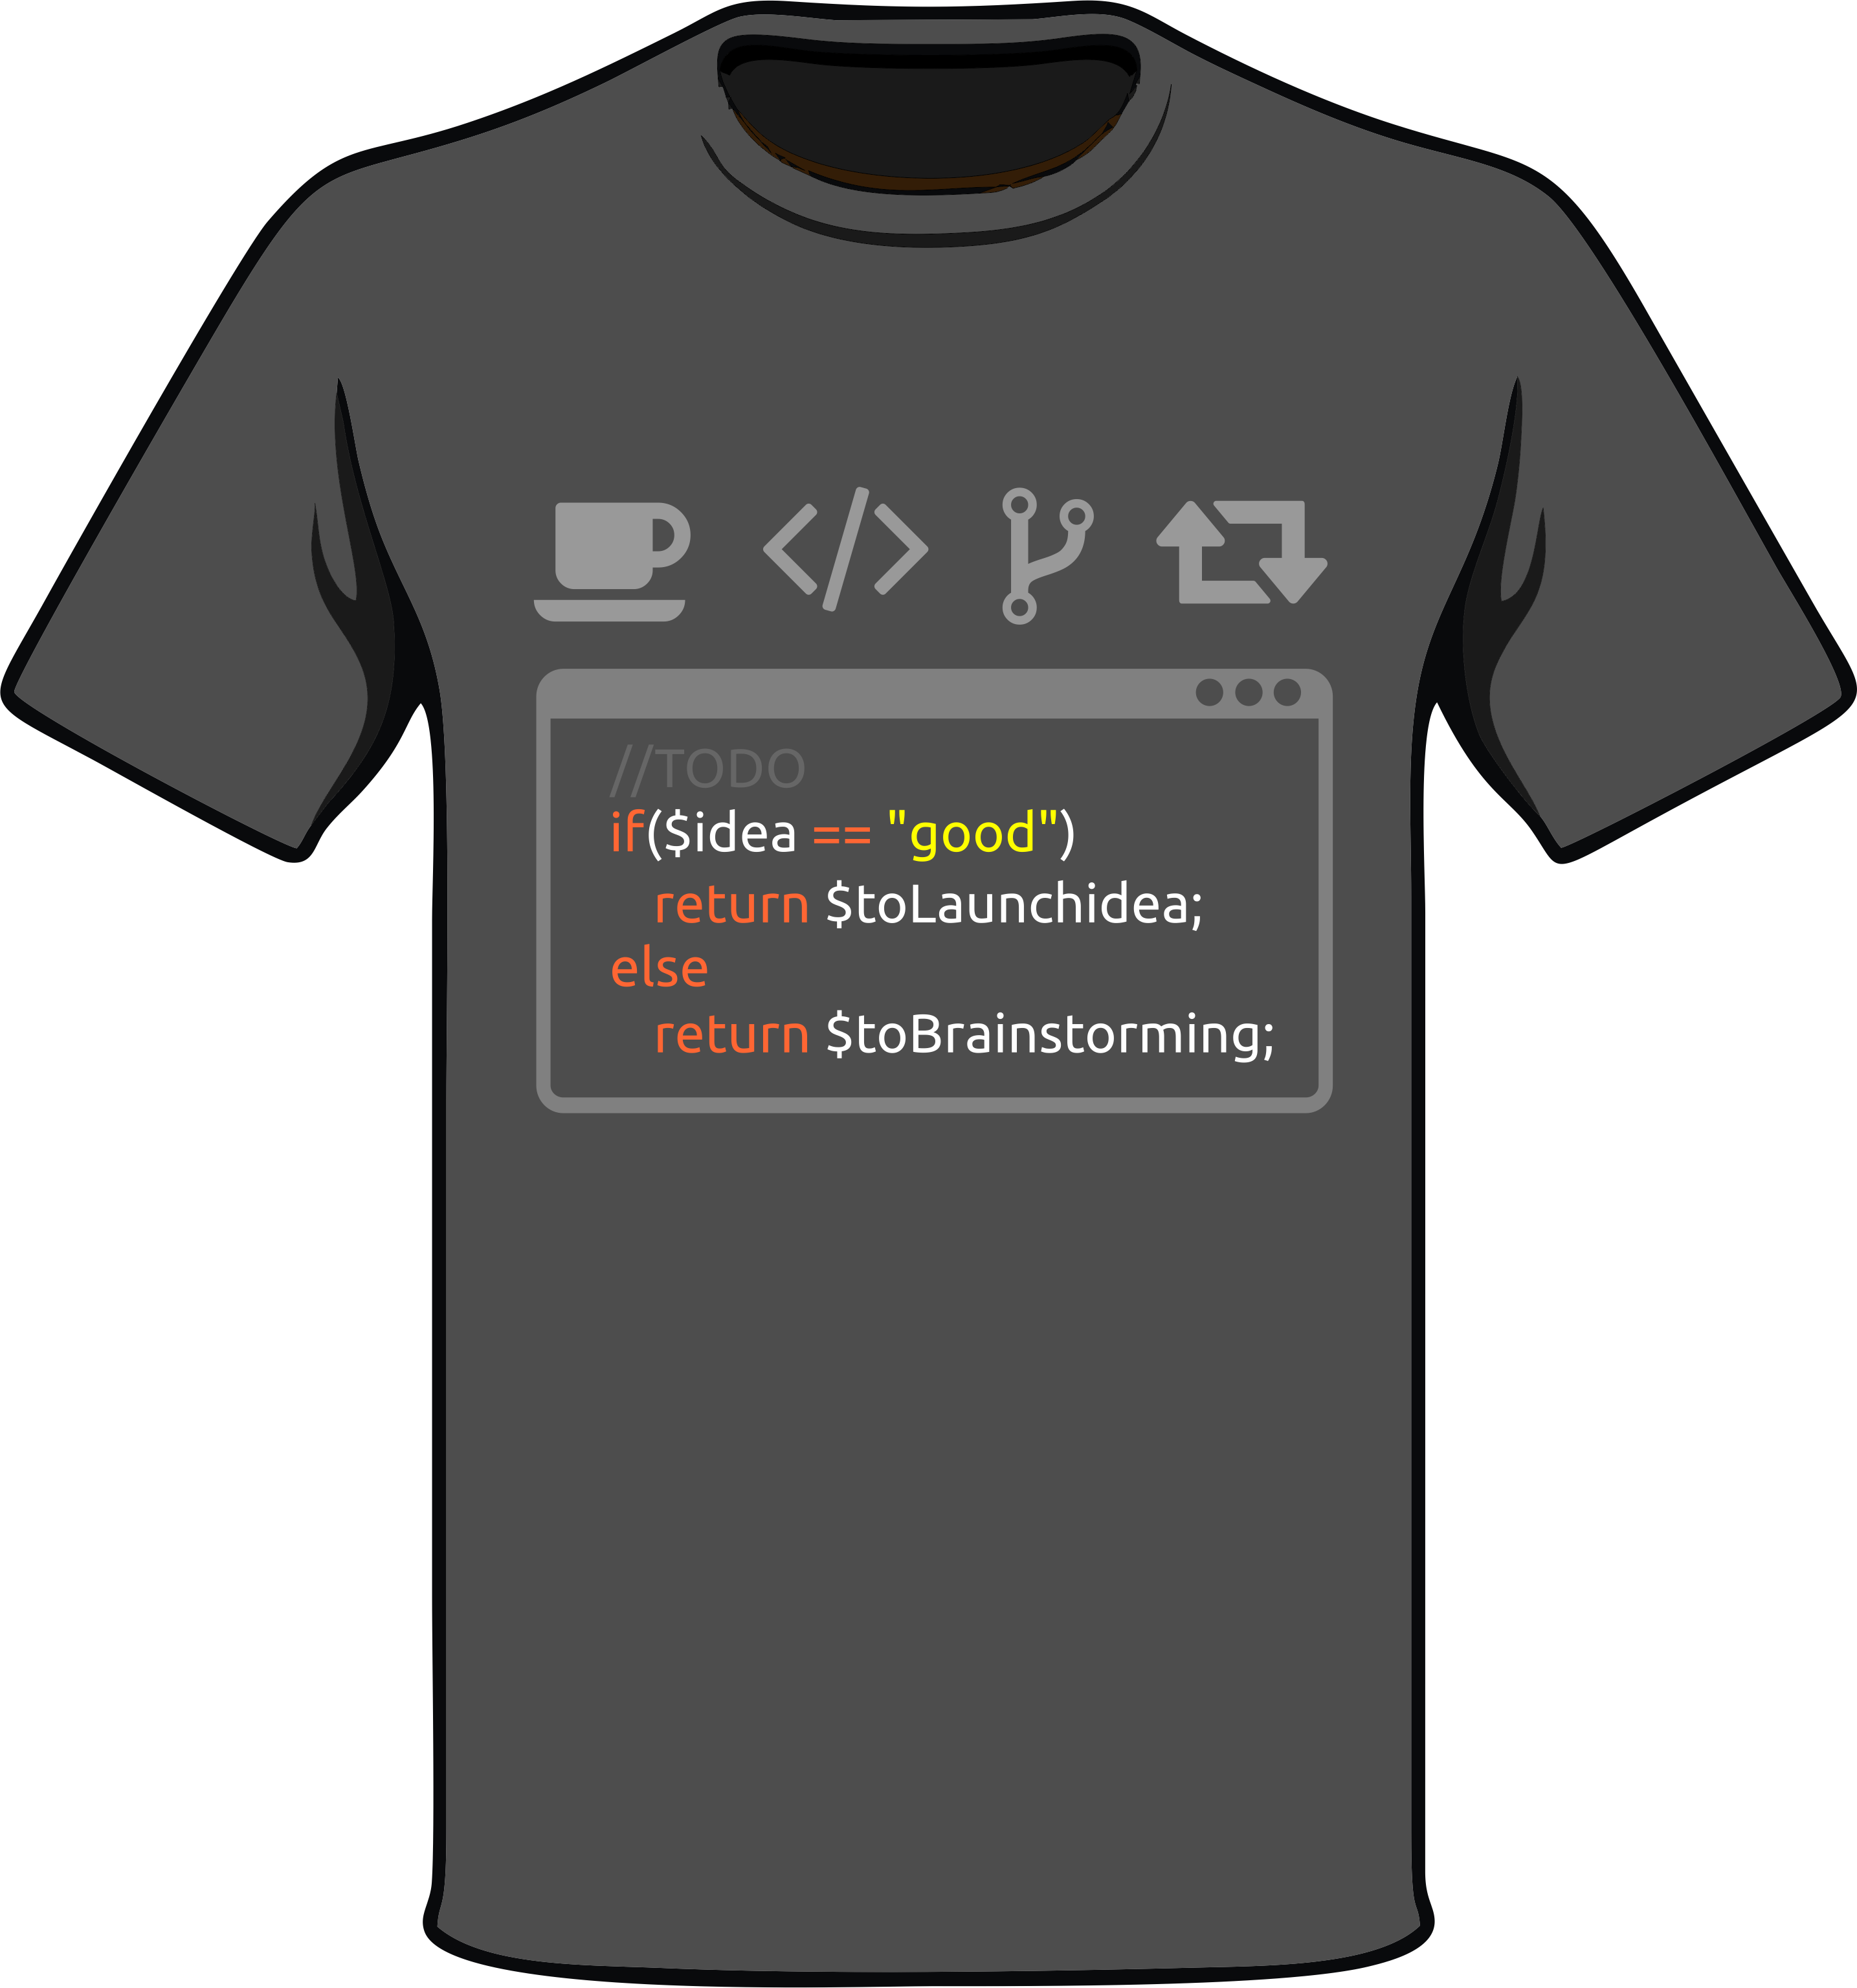 //TODO
if($idea =="good")
return $toLaunchidea;
else
return $toBrainstorming;